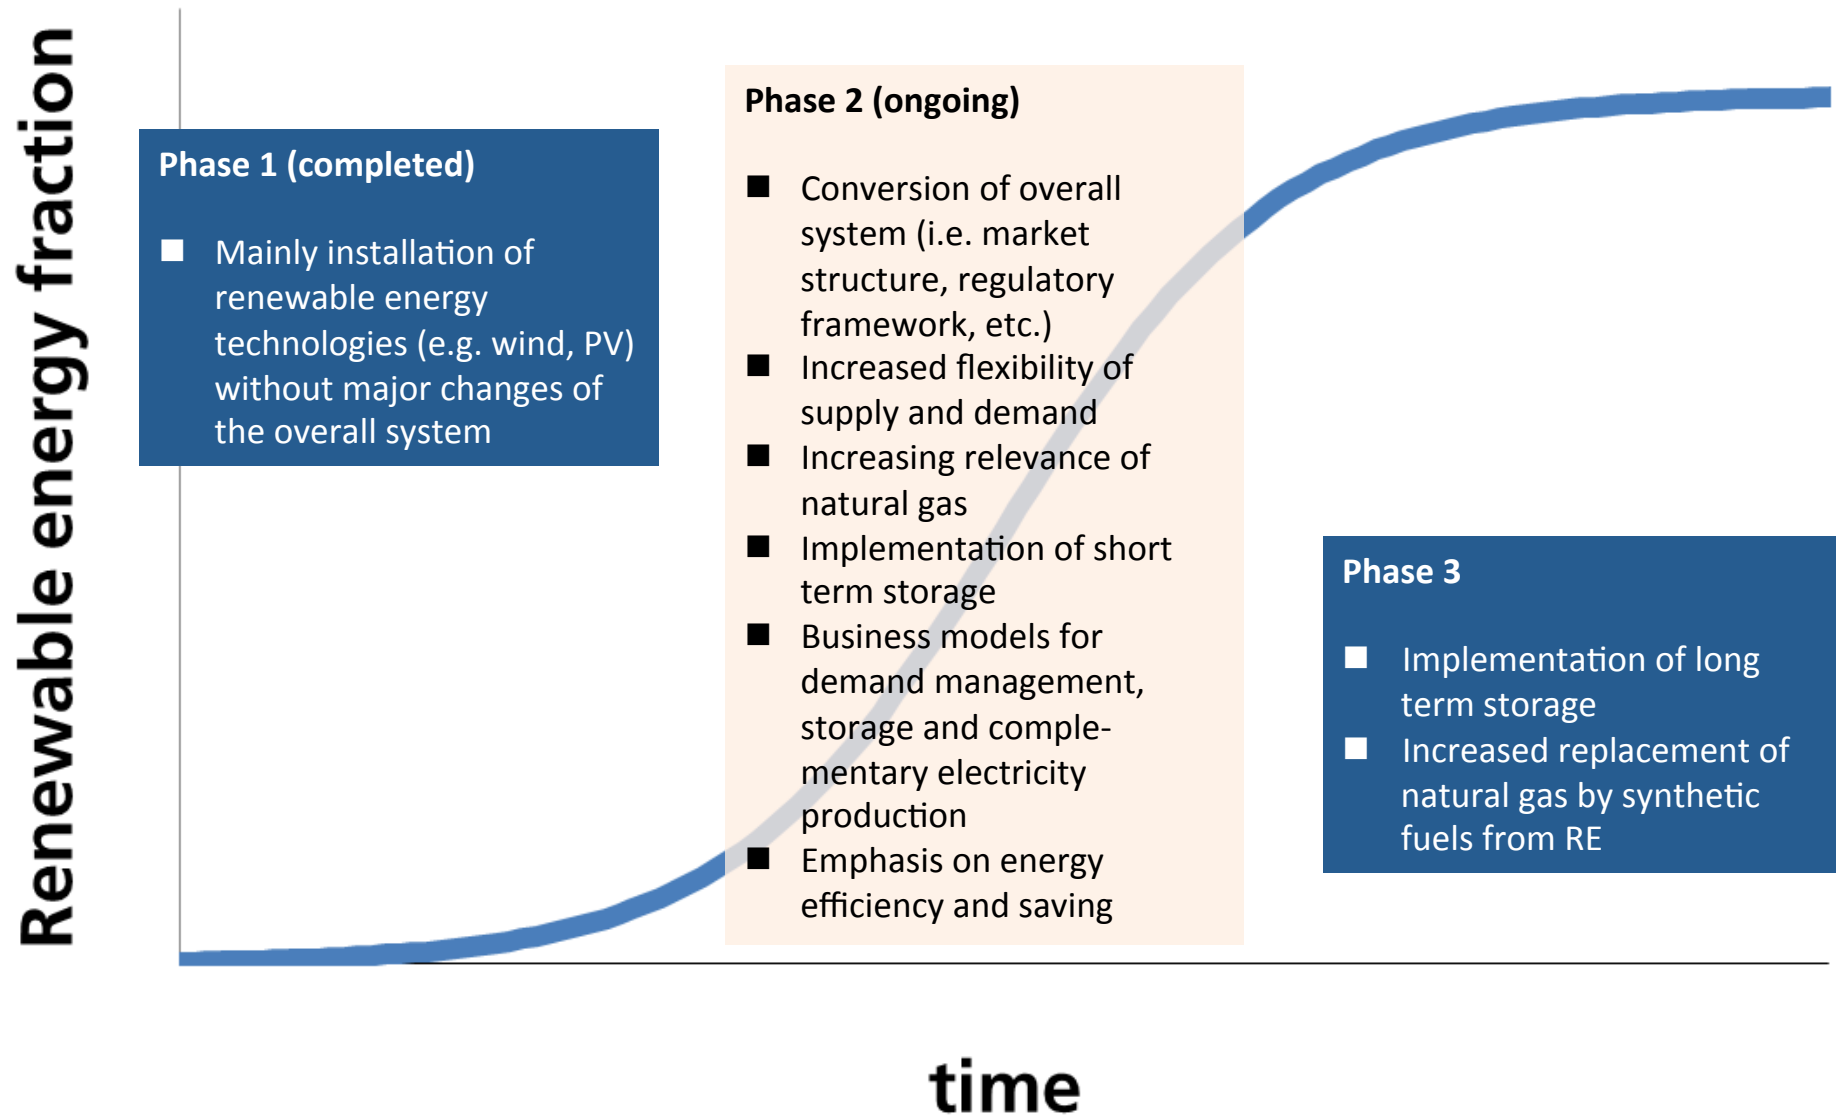 Renewable energy fraction
Phase 1 (completed)
■ Mainly installation of
renewable energy
technologies (e.g. wind, PV)
without major changes of
the overall system
Phase 2 (ongoing)
■ Conversion of overall
system (i.e. market
structure, regulatory
framework, etc.)
■ Increased flexibility of
supply and demand
■ Increasing relevance of
natural gas
■ Implementation of short
term storage
■ Business models for
demand management,
storage and comple-
mentary electricity
production
■ Emphasis on energy
efficiency and saving
Phase 3
■ Implementation of long
term storage
■ Increased replacement of
natural gas by synthetic
fuels from RE
time